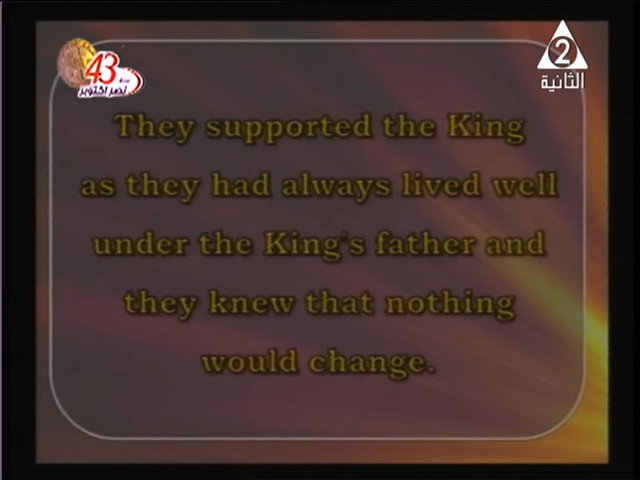 43
نصر أكتوبر
2
الثانية
They supported the King
as they had always lived well
under the King's father and
they knew that nothing
would change.